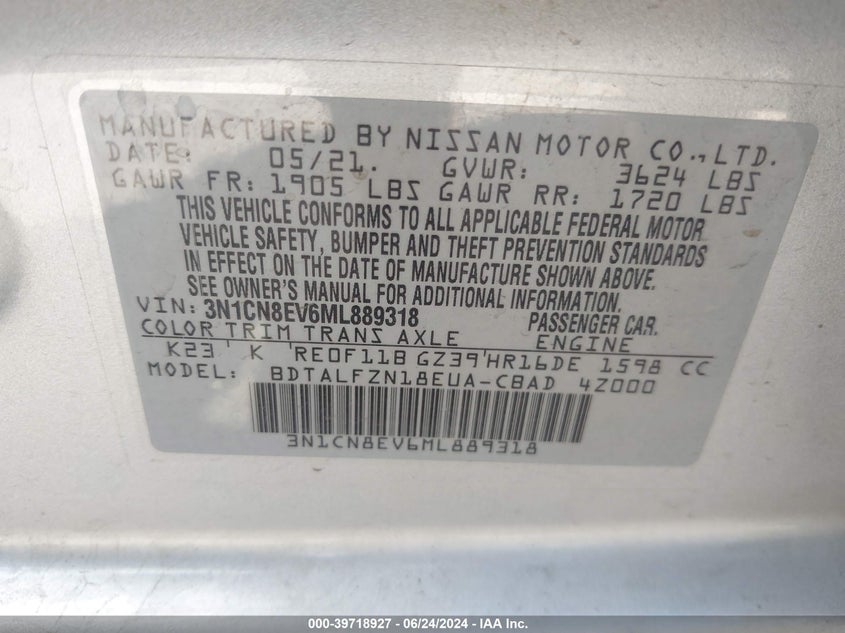 MANUFACTURED BY NISSAN MOTOR CO., LTD.
DATE: 05/21. GVWR: 3624 LBS
GAWR FR: 1905 LBS GAWR RR: 1720 LBS
THIS VEHICLE CONFORMS TO ALL APPLICABLE FEDERAL MOTOR
VEHICLE SAFETY, BUMPER AND THEFT PREVENTION STANDARDS
IN EFFECT ON THE DATE OF MANUFACTURE SHOWN ABOVE.
SEE OWNER'S MANUAL FOR ADDITIONAL INFORMATION.
VIN: 3N1CN8EV6ML889318 PASSENGER CAR.
COLOR TRIM TRANS AXLE ENGINE
K23 ' K 'RE0F11B GZ39'HR16DE 1598 CC
MODEL: BDTALFZN18EUA-CBAD 4Z000
3N1CN8EV6ML889318
000-39718927 - 06/24/2024 - IAA Inc.